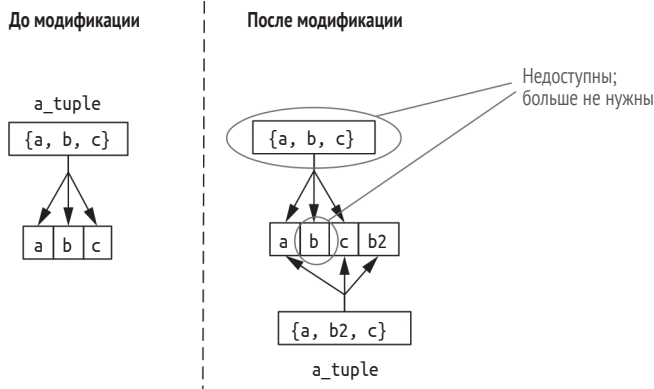 До модификации
После модификации
Недоступны;
больше не нужны
a_tuple
{a, b, c}
{a, b, c}
a b c
a b c b2
{a, b2, c}
a_tuple